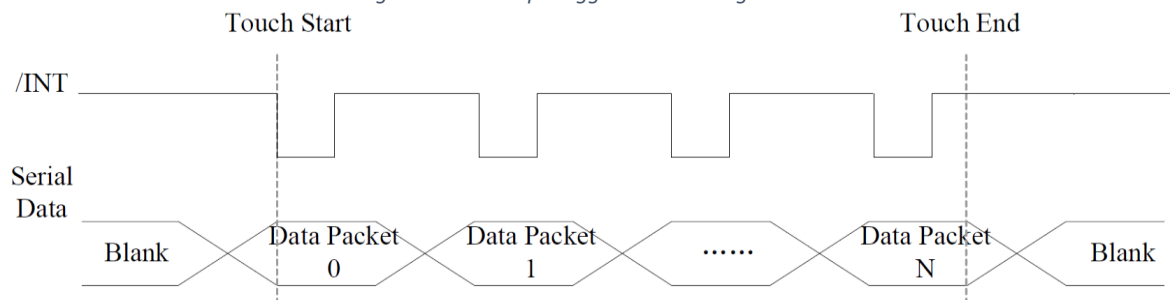 Touch Start
Touch End
/INT
Serial
Data
Blank
Data Packet
0
Data Packet
1
......
Data Packet
N
Blank